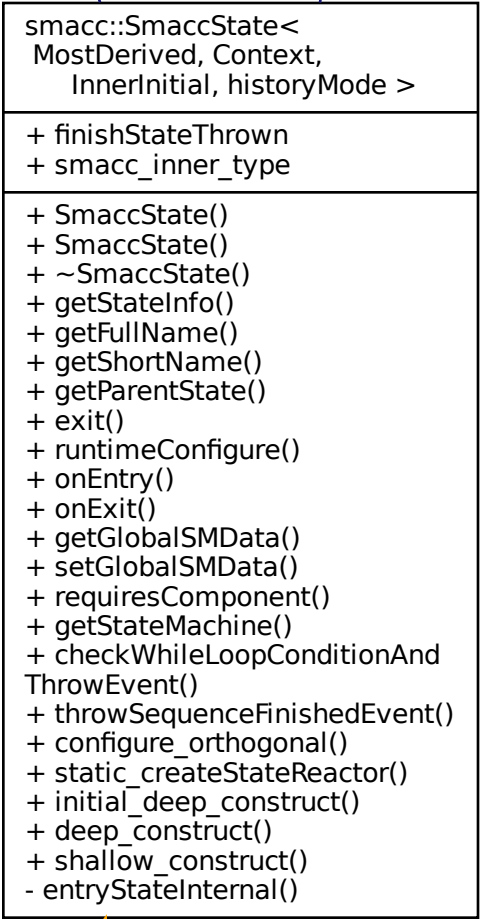 smacc::SmaccState<
MostDerived, Context,
InnerInitial, historyMode >
+ finishStateThrown
+ smacc_inner_type
+ SmaccState()
+ SmaccState()
+ ~SmaccState()
+ getStateInfo()
+ getFullName()
+ getShortName()
+ getParentState()
+ exit()
+ runtimeConfigure()
+ onEntry()
+ onExit()
+ getGlobalSMData()
+ setGlobalSMData()
+ requiresComponent()
+ getStateMachine()
+ checkWhileLoopConditionAnd
ThrowEvent()
+ throwSequenceFinishedEvent()
+ configure_orthogonal()
+ static_createStateReactor()
+ initial_deep_construct()
+ deep_construct()
+ shallow_construct()
- entryStateInternal()